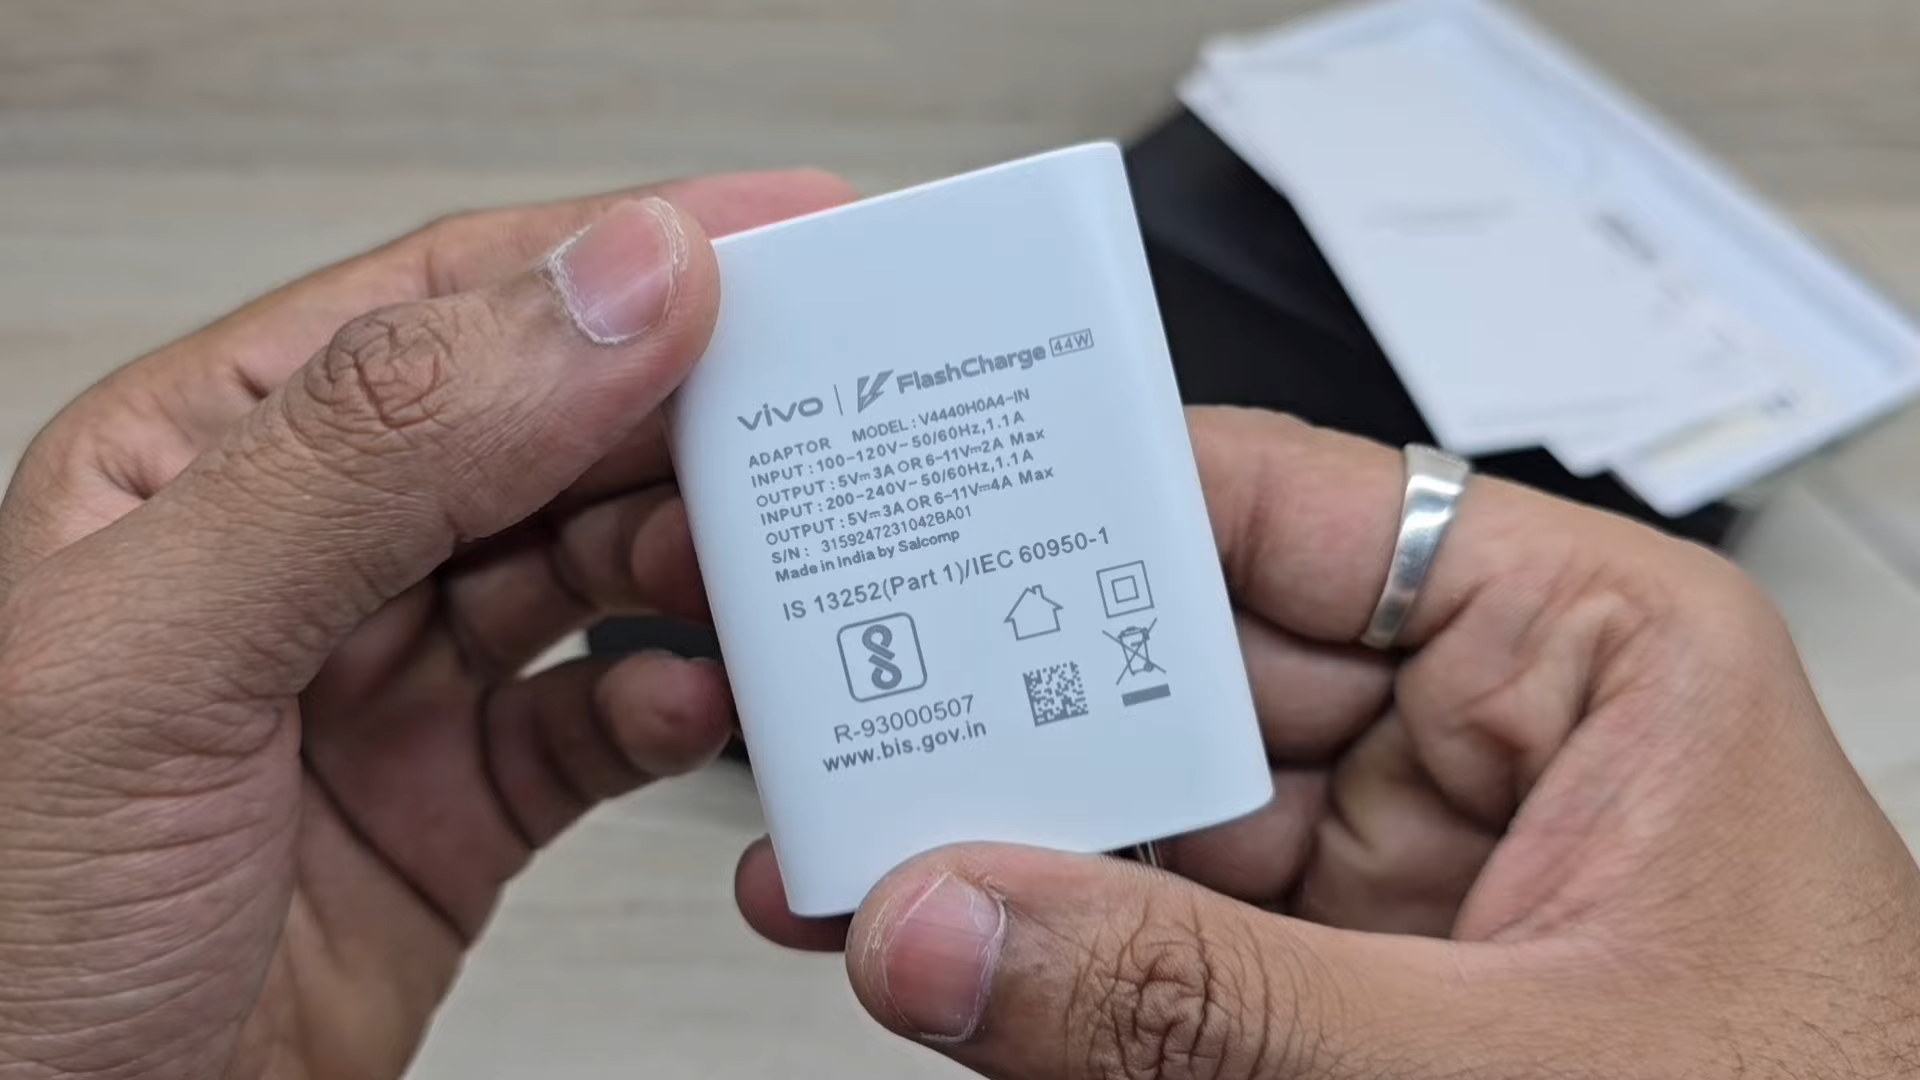 vivo | FlashCharge 44W
ADAPTOR MODEL: V4440H0A4-IN
INPUT: 100-120V~50/60Hz,1.1A
OUTPUT: 5V⎓3A OR 6-11V⎓2A Max
INPUT: 200-240V~50/60Hz,1.1A
OUTPUT: 5V⎓3A OR 6-11V⎓4A Max
S/N: 3159247231042BA01
Made in India by Salcomp
IS 13252(Part 1)/IEC 60950-1
R-93000507
www.bis.gov.in